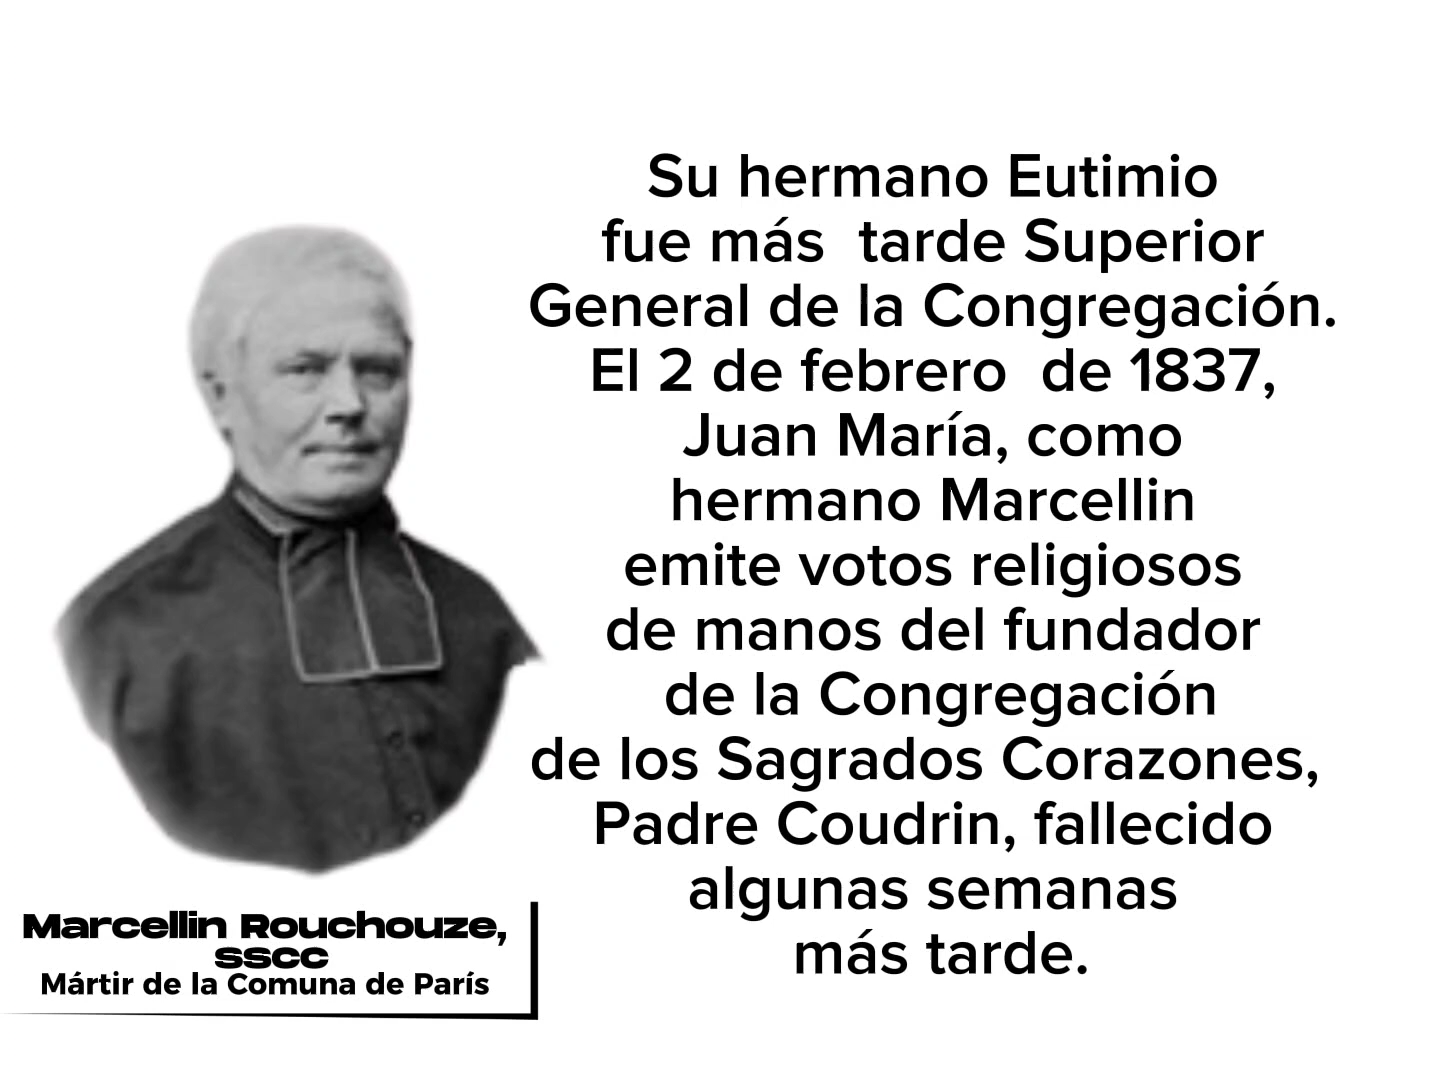 Su hermano Eutimio
fue más tarde Superior
General de la Congregación.
El 2 de febrero de 1837,
Juan María, como
hermano Marcellin
emite votos religiosos
de manos del fundador
de la Congregación
de los Sagrados Corazones,
Padre Coudrin, fallecido
algunas semanas
más tarde.
Marcellin Rouchouze,
sscc
Mártir de la Comuna de París